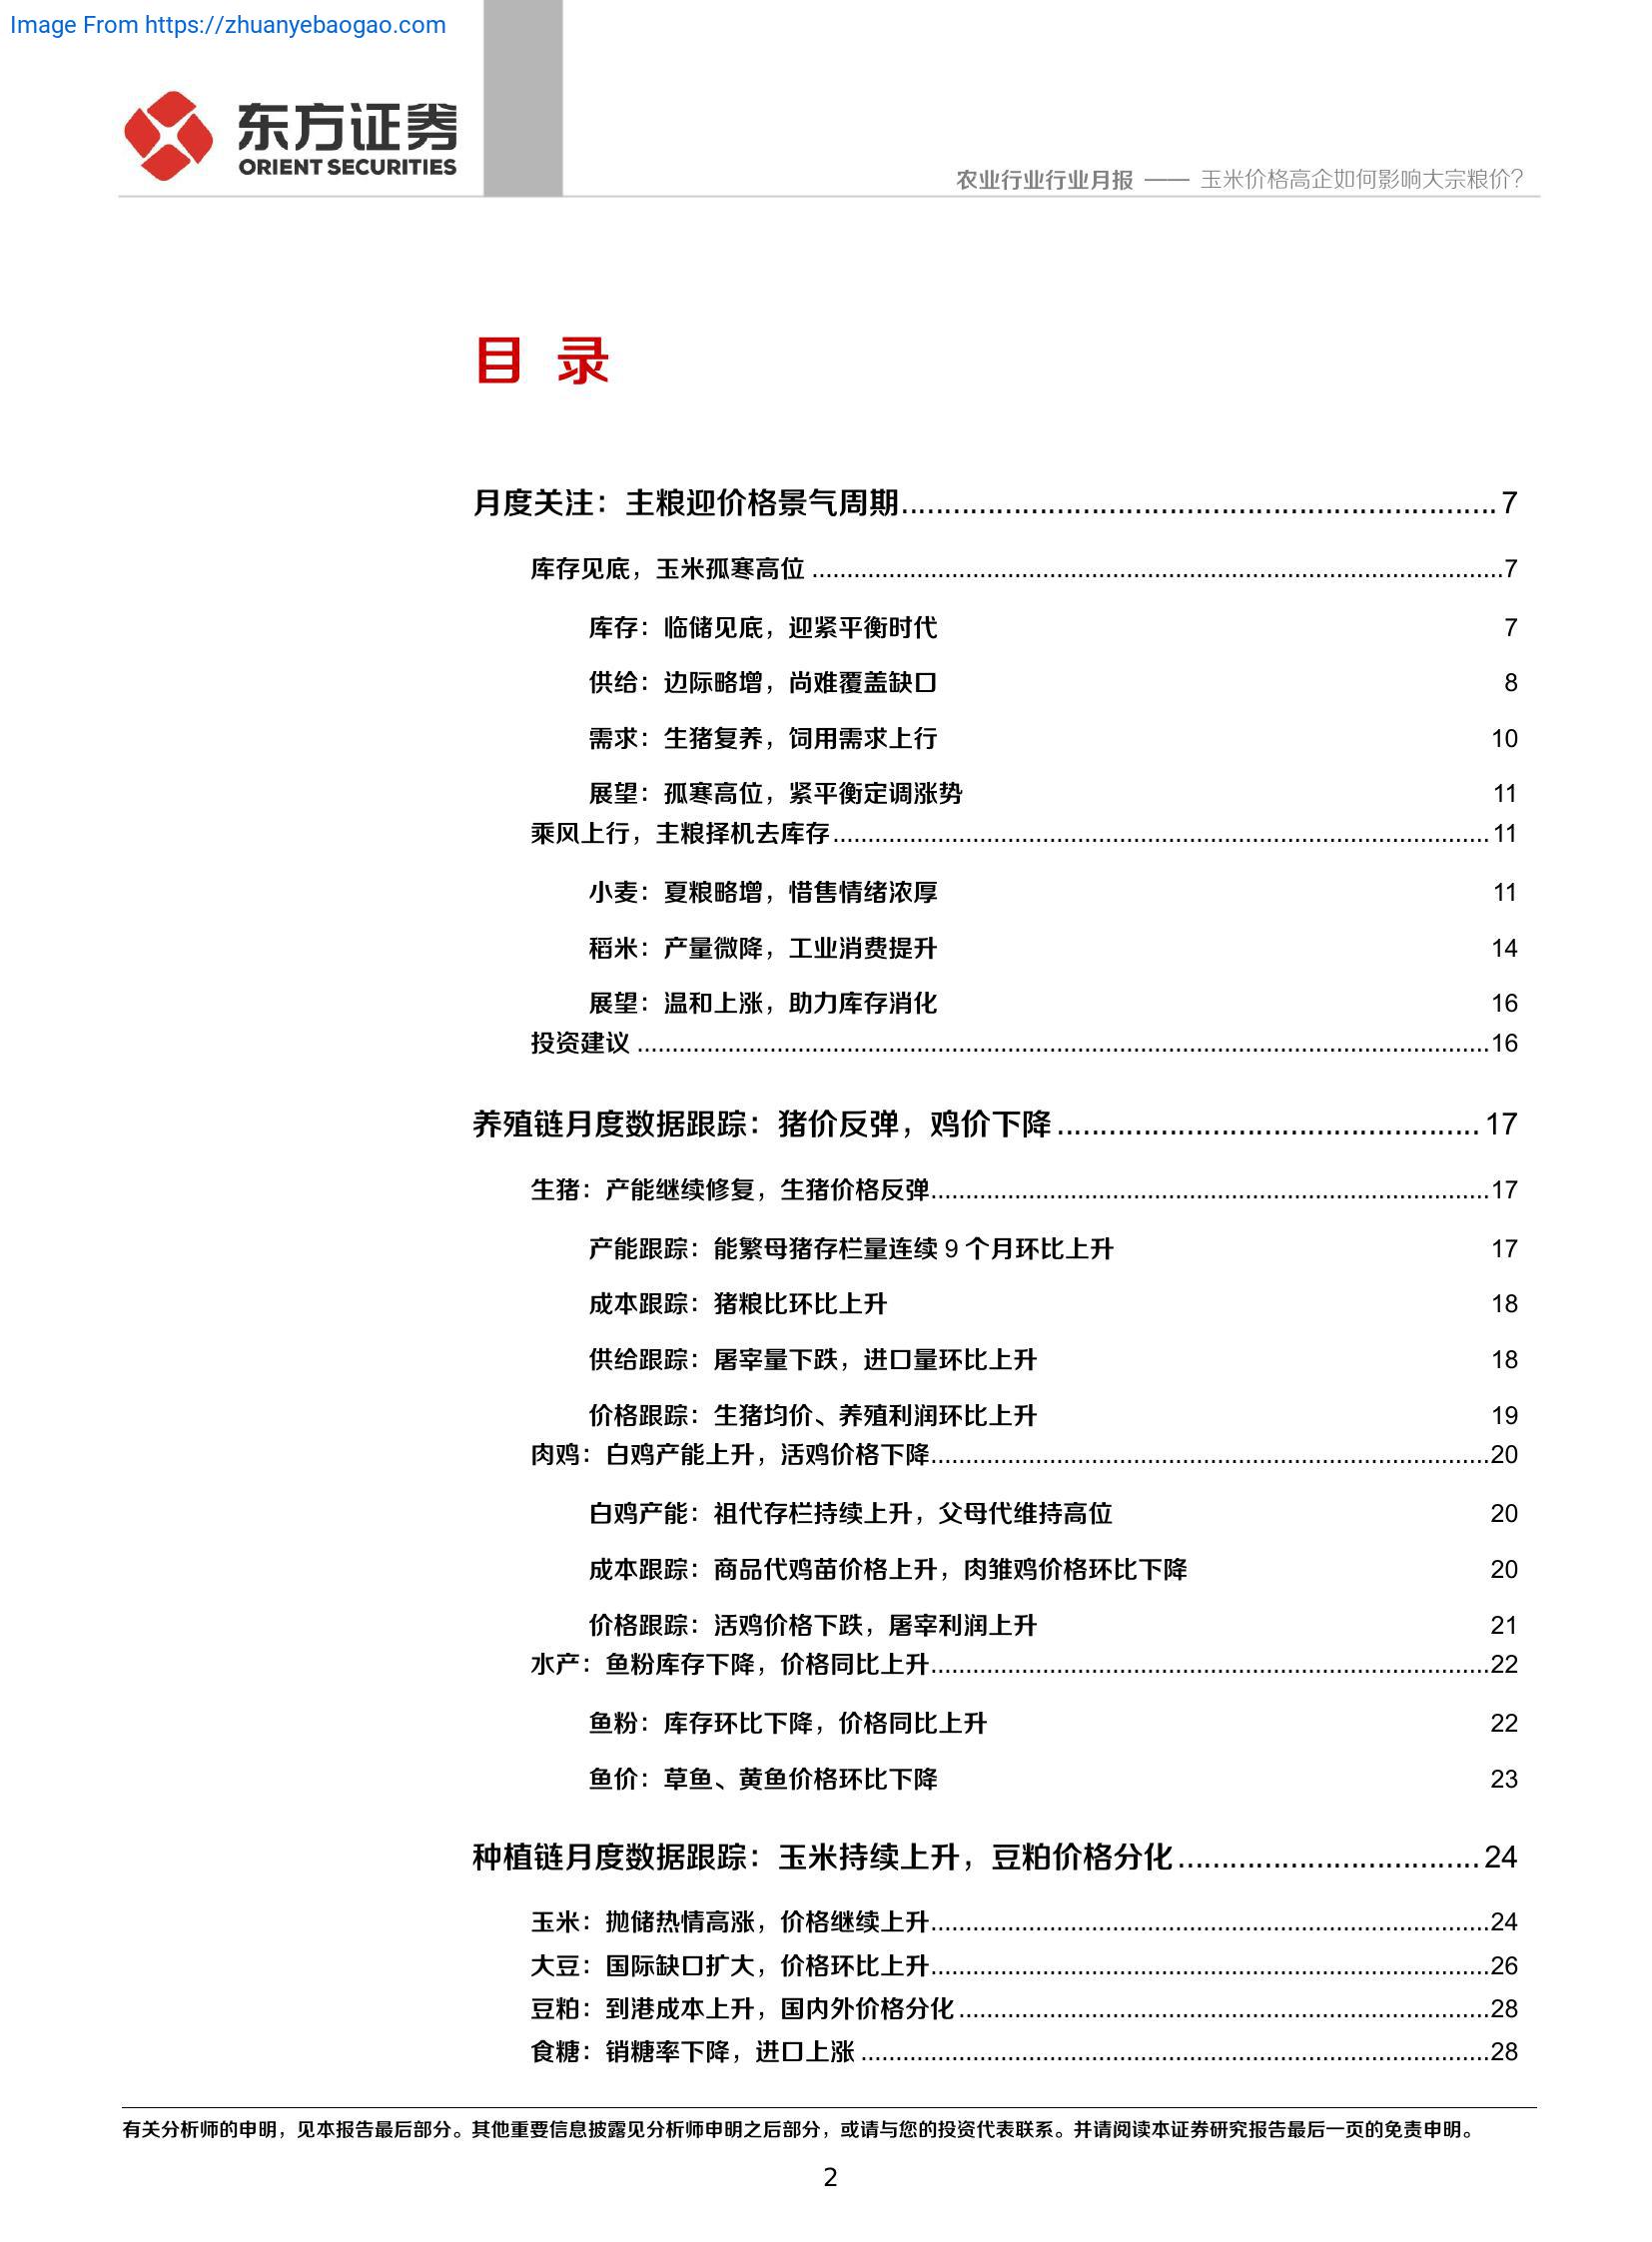 Image From https://zhuanyebaogao.com
东方证券
ORIENT SECURITIES
农业行业行业月报 —— 玉米价格高企如何影响大宗粮价？
目 录
月度关注：主粮迎价格景气周期 7
库存见底，玉米孤寒高位 7
库存：临储见底，迎紧平衡时代 7
供给：边际略增，尚难覆盖缺口 8
需求：生猪复养，饲用需求上行 10
展望：孤寒高位，紧平衡定调涨势 11
乘风上行，主粮择机去库存 11
小麦：夏粮略增，惜售情绪浓厚 11
稻米：产量微降，工业消费提升 14
展望：温和上涨，助力库存消化 16
投资建议 16
养殖链月度数据跟踪：猪价反弹，鸡价下降 17
生猪：产能继续修复，生猪价格反弹 17
产能跟踪：能繁母猪存栏量连续 9 个月环比上升 17
成本跟踪：猪粮比环比上升 18
供给跟踪：屠宰量下跌，进口量环比上升 18
价格跟踪：生猪均价、养殖利润环比上升 19
肉鸡：白鸡产能上升，活鸡价格下降 20
白鸡产能：祖代存栏持续上升，父母代维持高位 20
成本跟踪：商品代鸡苗价格上升，肉雏鸡价格环比下降 20
价格跟踪：活鸡价格下跌，屠宰利润上升 21
水产：鱼粉库存下降，价格同比上升 22
鱼粉：库存环比下降，价格同比上升 22
鱼价：草鱼、黄鱼价格环比下降 23
种植链月度数据跟踪：玉米持续上升，豆粕价格分化 24
玉米：抛储热情高涨，价格继续上升 24
大豆：国际缺口扩大，价格环比上升 26
豆粕：到港成本上升，国内外价格分化 28
食糖：销糖率下降，进口上涨 28
有关分析师的申明，见本报告最后部分。其他重要信息披露见分析师申明之后部分，或请与您的投资代表联系。并请阅读本证券研究报告最后一页的免责申明。
2